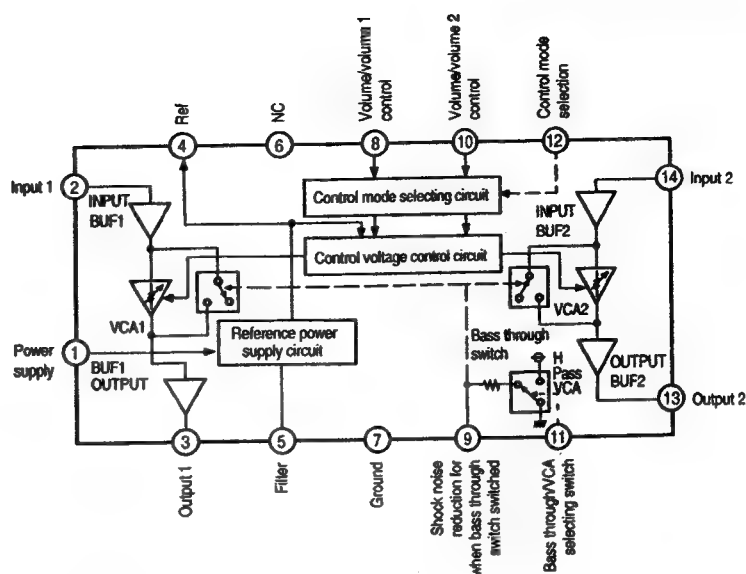 Ref
NC
Volume/volume 1
control
Volume/volume 2
control
Control mode
selection
4
6
8
10
12
Input 1
2
14
Input 2
INPUT
BUF1
Control mode selecting circuit
INPUT
BUF2
Control voltage control circuit
VCA1
VCA2
Power
supply
1
BUF1
OUTPUT
Reference power
supply circuit
Bass through
switch
H
Pass
VCA
OUTPUT
BUF2
13
Output 2
3
5
7
9
11
Output 1
Filler
Ground
Shock noise
reduction for
when bass through
switch switched
Bass through/VCA
selecting switch